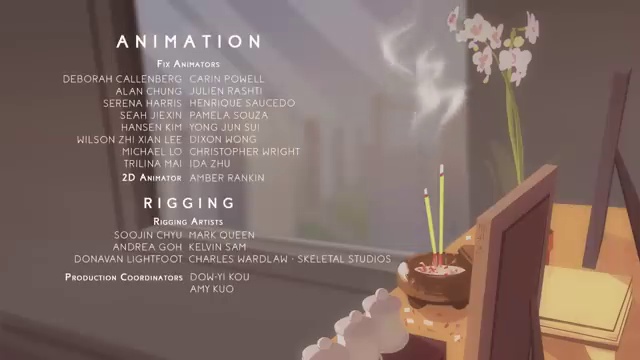 ANIMATION
Fix Animators
DEBORAH CALLENBERG CARIN POWELL
ALAN CHUNG JULIEN RASHTI
SERENA HARRIS HENRIQUE SAUCEDO
SEAH JIEXIN PAMELA SOUZA
HANSEN KIM YONG JUN SUI
WILSON ZHI XIAN LEE DIXON WONG
MICHAEL LO CHRISTOPHER WRIGHT
TRILINA MAI IDA ZHU
2D Animator AMBER RANKIN
RIGGING
Rigging Artists
SOOJIN CHYU MARK QUEEN
ANDREA GOH KELVIN SAM
DONAVAN LIGHTFOOT CHARLES WARDLAW - SKELETAL STUDIOS
Production Coordinators DOW-YI KOU
AMY KUO